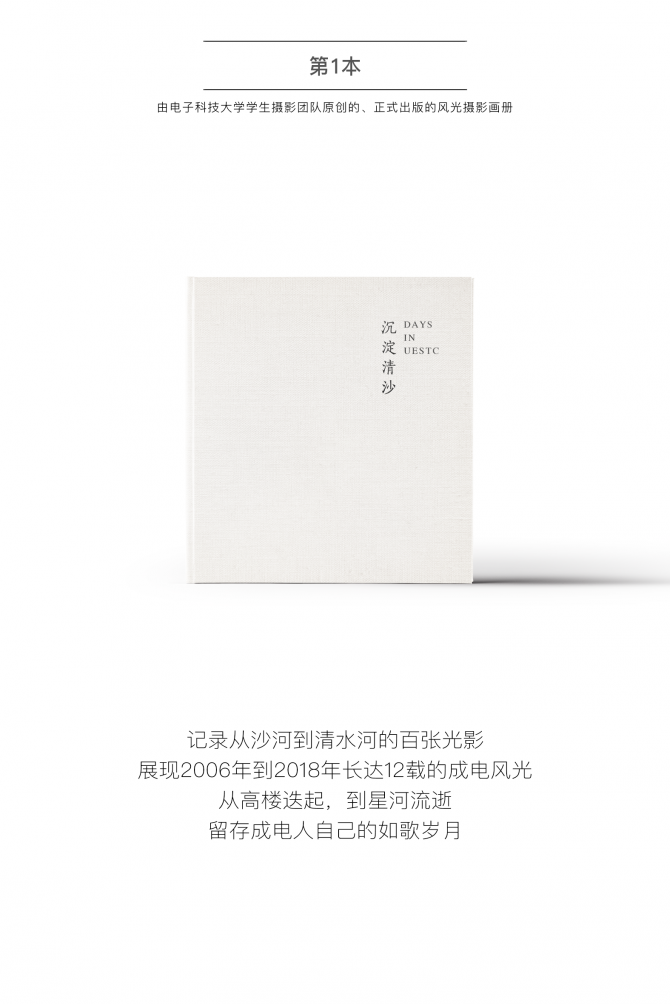 第1本
由电子科技大学学生摄影团队原创的、正式出版的风光摄影画册
沉淀清沙
DAYS
IN
UESTC
记录从沙河到清水河的百张光影
展现2006年到2018年长达12载的成电风光
从高楼迭起，到星河流逝
留存成电人自己的如歌岁月